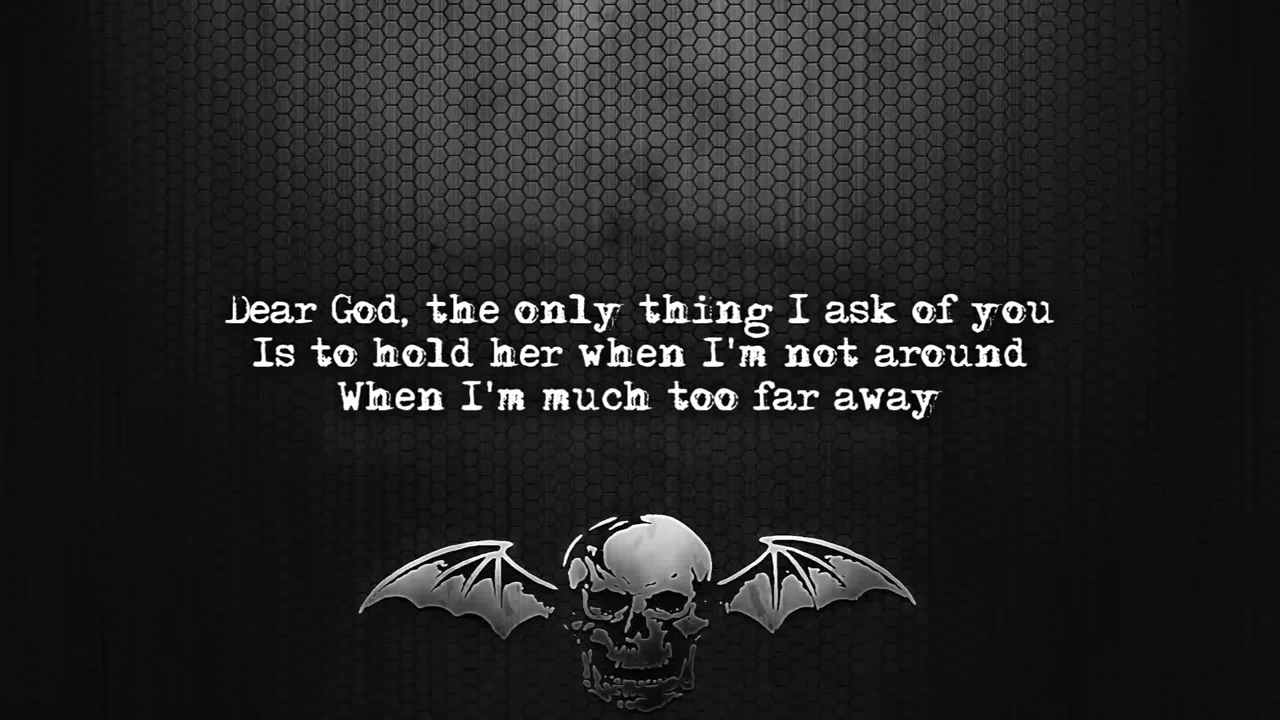 Dear God, the only thing I ask of you
Is to hold her when I'm not around
When I'm much too far away